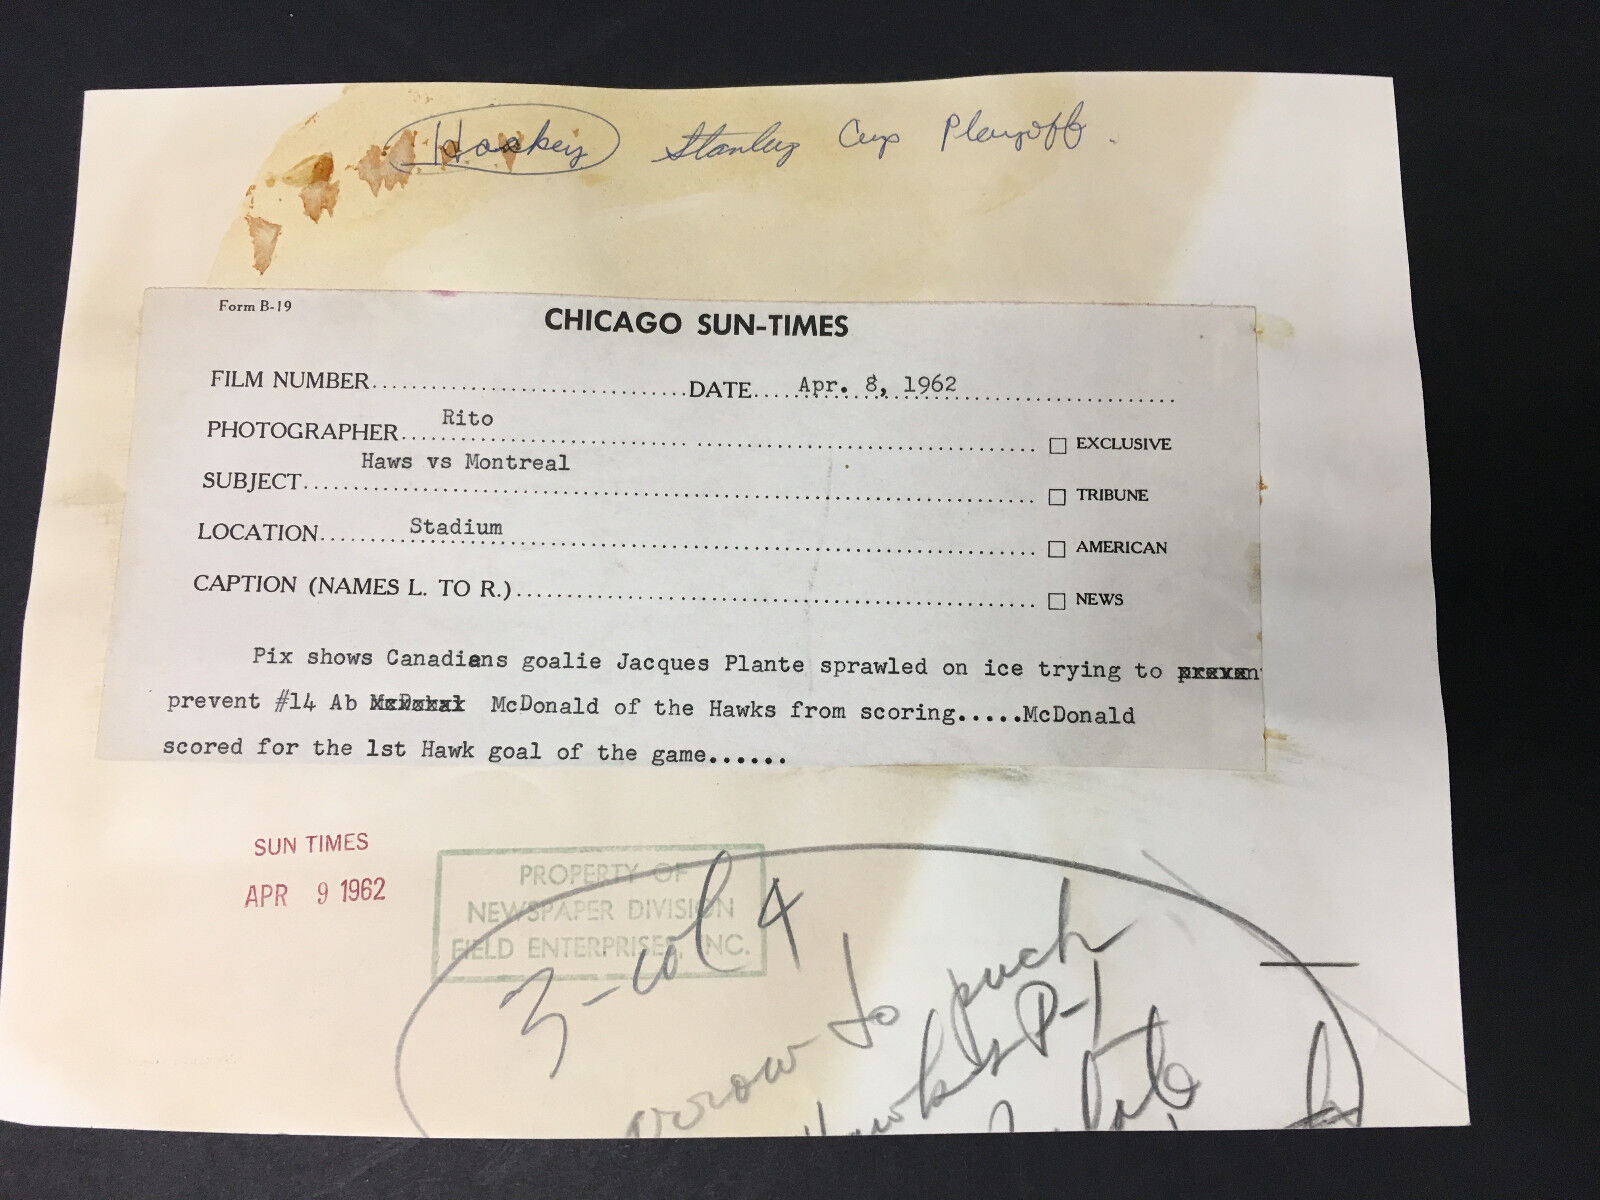 Hockey Stanley Cup Playoff.
Form B-19
CHICAGO SUN-TIMES
FILM NUMBER DATE Apr. 8, 1962
PHOTOGRAPHER Rito
EXCLUSIVE
SUBJECT Haws vs Montreal
TRIBUNE
LOCATION Stadium
AMERICAN
CAPTION (NAMES L. TO R.)
NEWS
Pix shows Canadiens goalie Jacques Plante sprawled on ice trying to
prevent #14 Ab McDonald of the Hawks from scoring.....McDonald
scored for the 1st Hawk goal of the game......
SUN TIMES
APR 9 1962
PROPERTY OF
NEWSPAPER DIVISION
FIELD ENTERPRISES, INC.
3-col 4
arrow to puck
Hawks P-1